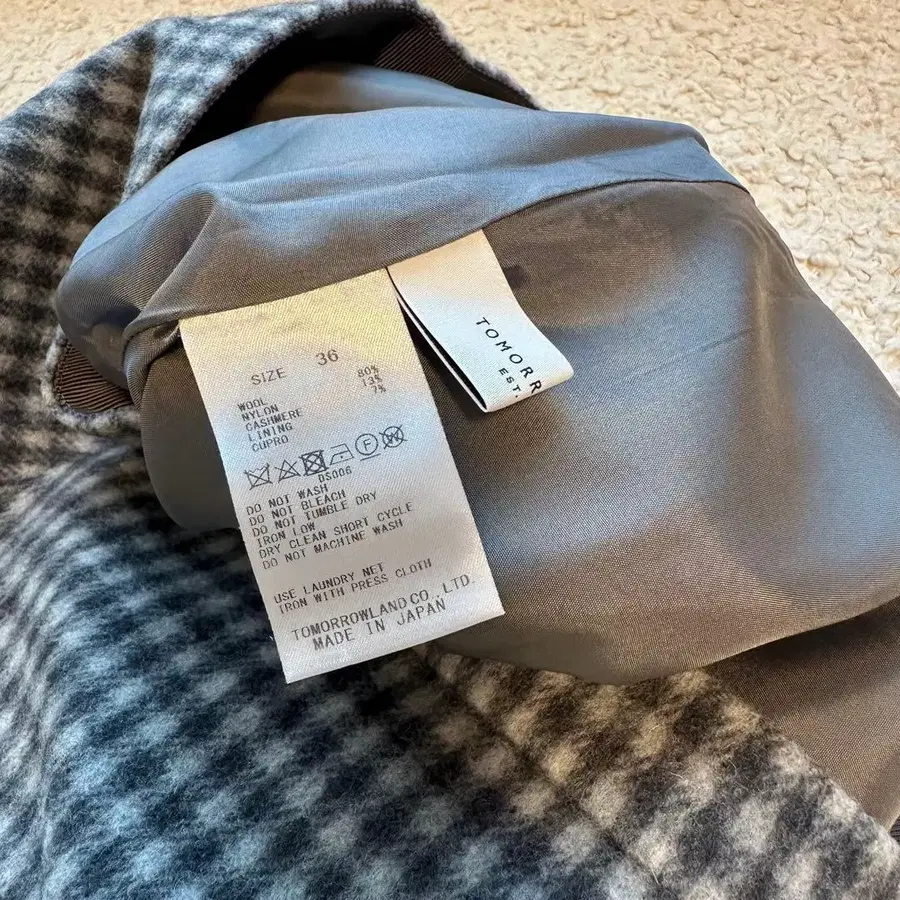 SIZE 36
WOOL 80%
NYLON 13%
CASHMERE 7%
LINING
CUPRO
F W
DS006
DO NOT WASH
DO NOT BLEACH
DO NOT TUMBLE DRY
IRON LOW
DRY CLEAN SHORT CYCLE
DO NOT MACHINE WASH
USE LAUNDRY NET
IRON WITH PRESS CLOTH
TOMORROWLAND CO., LTD.
MADE IN JAPAN
TOMORR
EST.